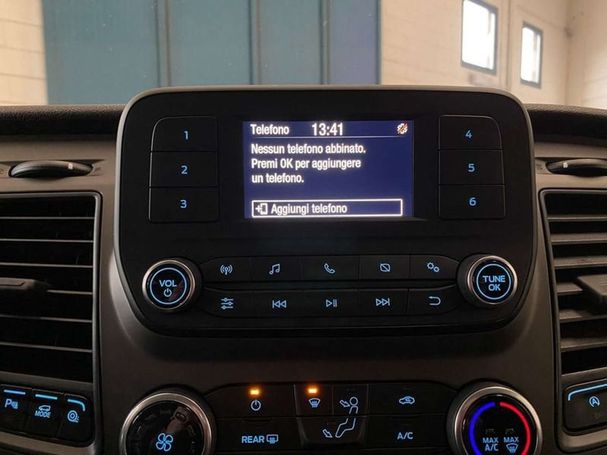 Telefono 13:41
1
4
Nessun telefono abbinato.
Premi OK per aggiungere
un telefono.
2
5
3
6
Aggiungi telefono
VOL
TUNE
OK
MODE
REAR
A/C
MAX
A/C
MAX